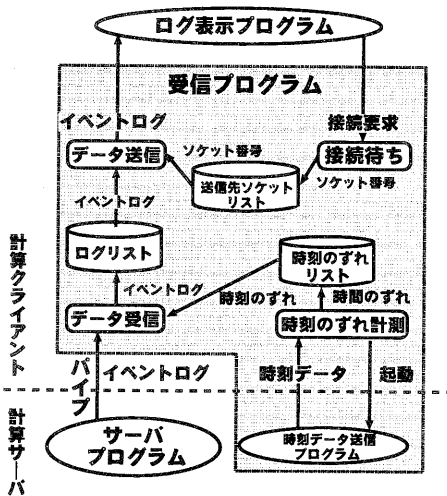 ログ表示プログラム
受信プログラム
イベントログ
接続要求
データ送信
ソケット番号
接続待ち
送信先ソケット
リスト
ソケット番号
イベントログ
ログリスト
時刻のずれ
リスト
イベントログ
時刻のずれ
時間のずれ
データ受信
時刻のずれ計測
パイプ
イベントログ
時刻データ
起動
サーバ
プログラム
時刻データ送信
プログラム
計算クライアント
計算サーバ